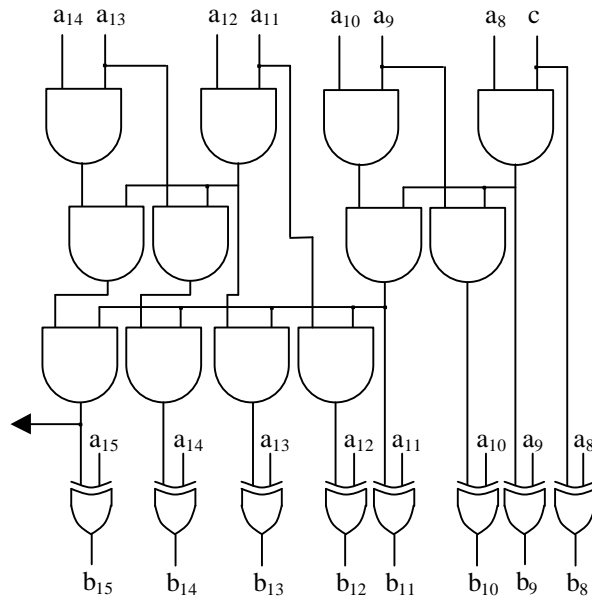 a₁₄ a₁₃ a₁₂ a₁₁ a₁₀ a₉ a₈ c
a₁₅ a₁₄ a₁₃ a₁₂ a₁₁ a₁₀ a₉ a₈
b₁₅ b₁₄ b₁₃ b₁₂ b₁₁ b₁₀ b₉ b₈